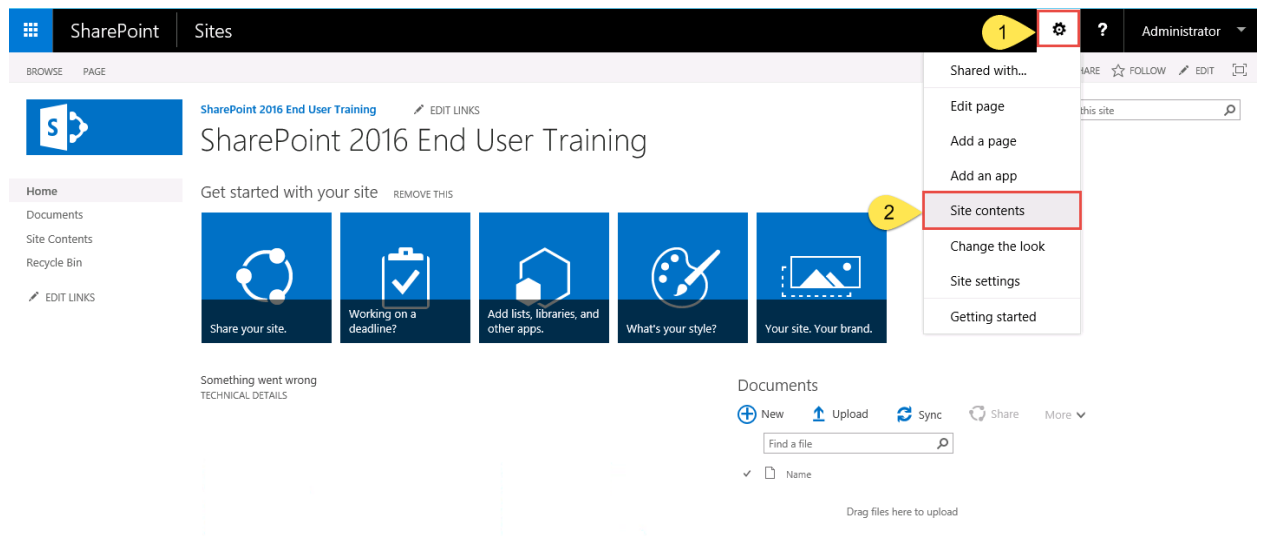 SharePoint Sites 1 ? Administrator
BROWSE PAGE
Shared with...
FOLLOW EDIT
Edit page
Add a page
Add an app
2 Site contents
Change the look
Site settings
Getting started
this site
S
SharePoint 2016 End User Training EDIT LINKS
SharePoint 2016 End User Training
Home
Documents
Site Contents
Recycle Bin
EDIT LINKS
Get started with your site REMOVE THIS
Share your site.
Working on a
deadline?
Add lists, libraries, and
other apps.
What's your style?
Your site. Your brand.
Something went wrong
TECHNICAL DETAILS
Documents
New Upload Sync Share More
Find a file
Name
Drag files here to upload